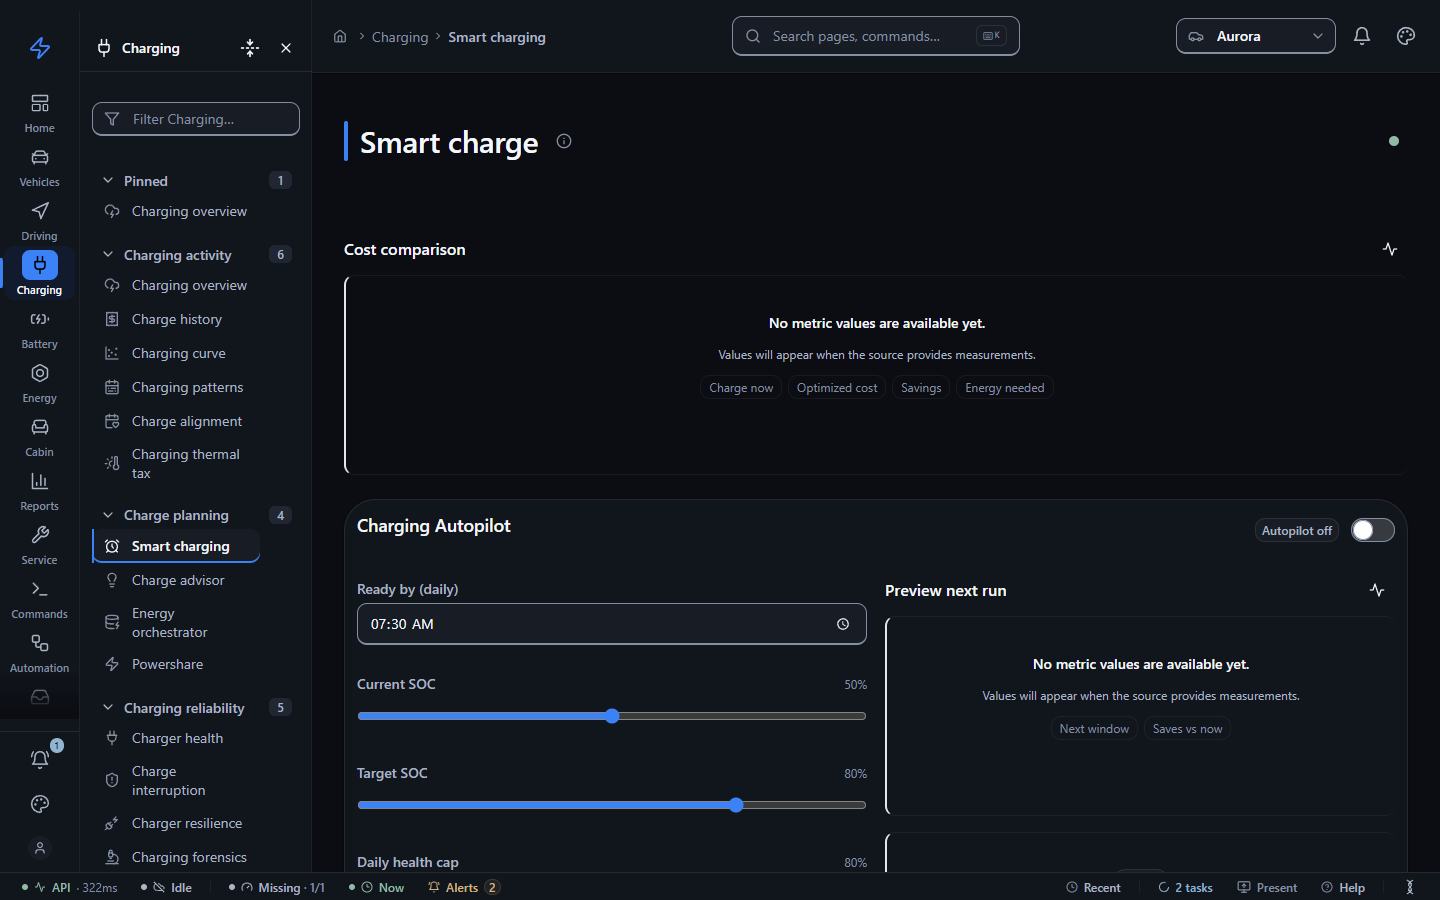 Charging
Charging
Smart charging
Search pages, commands...
K
Aurora
Home
Vehicles
Driving
Charging
Battery
Energy
Cabin
Reports
Service
Commands
Automation
1
Filter Charging...
Pinned 1
Charging overview
Charging activity 6
Charging overview
Charge history
Charging curve
Charging patterns
Charge alignment
Charging thermal
tax
Charge planning 4
Smart charging
Charge advisor
Energy
orchestrator
Powershare
Charging reliability 5
Charger health
Charge
interruption
Charger resilience
Charging forensics
Smart charge
Cost comparison
No metric values are available yet.
Values will appear when the source provides measurements.
Charge now Optimized cost Savings Energy needed
Charging Autopilot
Autopilot off
Ready by (daily)
07:30 AM
Current SOC 50%
Target SOC 80%
Daily health cap 80%
Preview next run
No metric values are available yet.
Values will appear when the source provides measurements.
Next window Saves vs now
API · 322ms Idle Missing · 1/1 Now Alerts 2 Recent 2 tasks Present Help